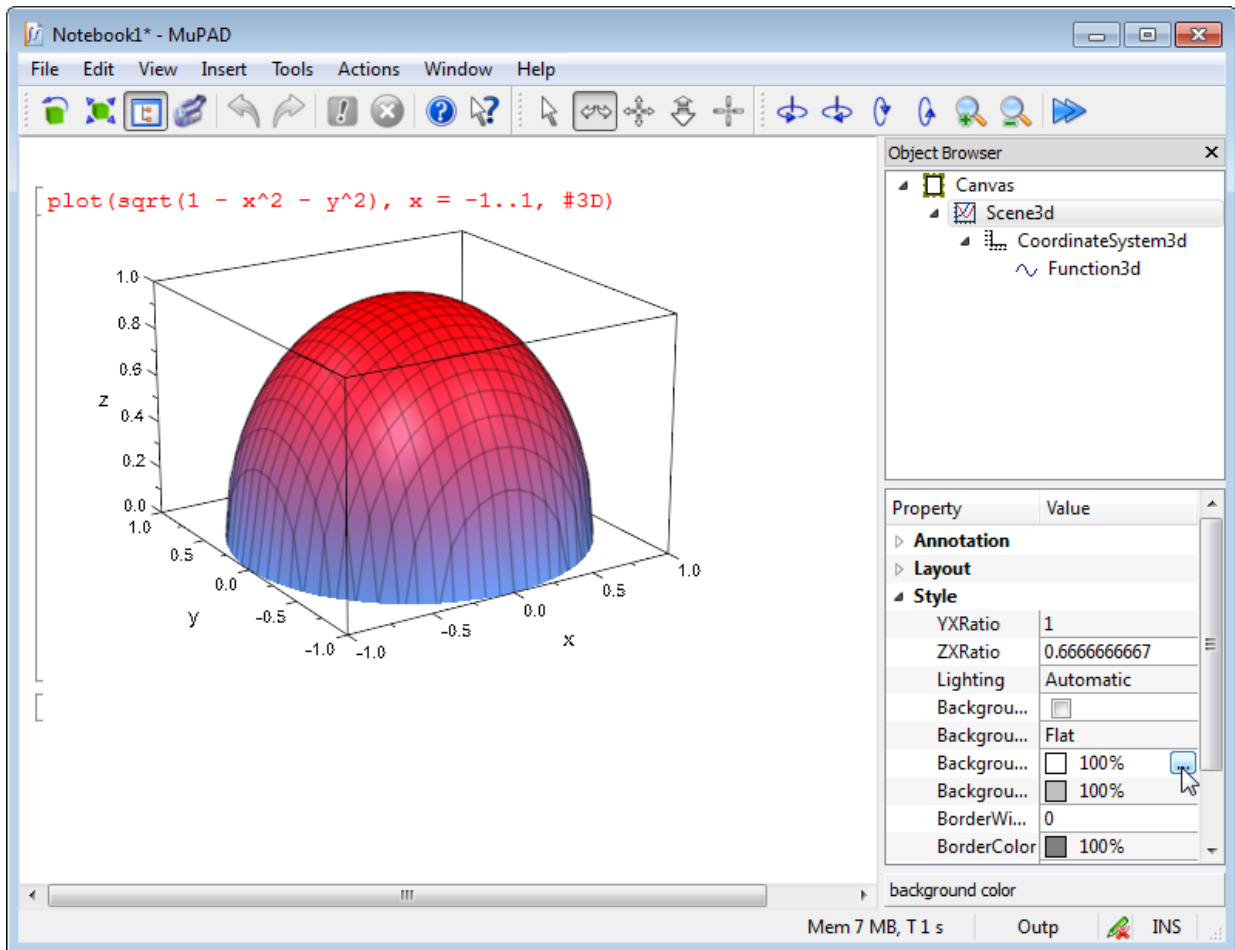 Notebook1* - MuPAD
File Edit View Insert Tools Actions Window Help
plot(sqrt(1 - x^2 - y^2), x = -1..1, #3D)
1.0
0.8
0.6
z
0.4
0.2
0.0
1.0
0.5
0.0
y
-0.5
-1.0
-1.0
-0.5
x
0.0
0.5
1.0
Object Browser
Canvas
Scene3d
CoordinateSystem3d
Function3d
Property Value
Annotation
Layout
Style
YXRatio 1
ZXRatio 0.6666666667
Lighting Automatic
Backgrou...
Backgrou... Flat
Backgrou... 100% ...
Backgrou... 100%
BorderWi... 0
BorderColor 100%
background color
Mem 7 MB, T 1 s Outp INS